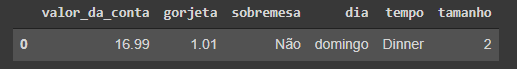 valor_da_conta gorjeta sobremesa dia tempo tamanho
0 16.99 1.01 Não domingo Dinner 2